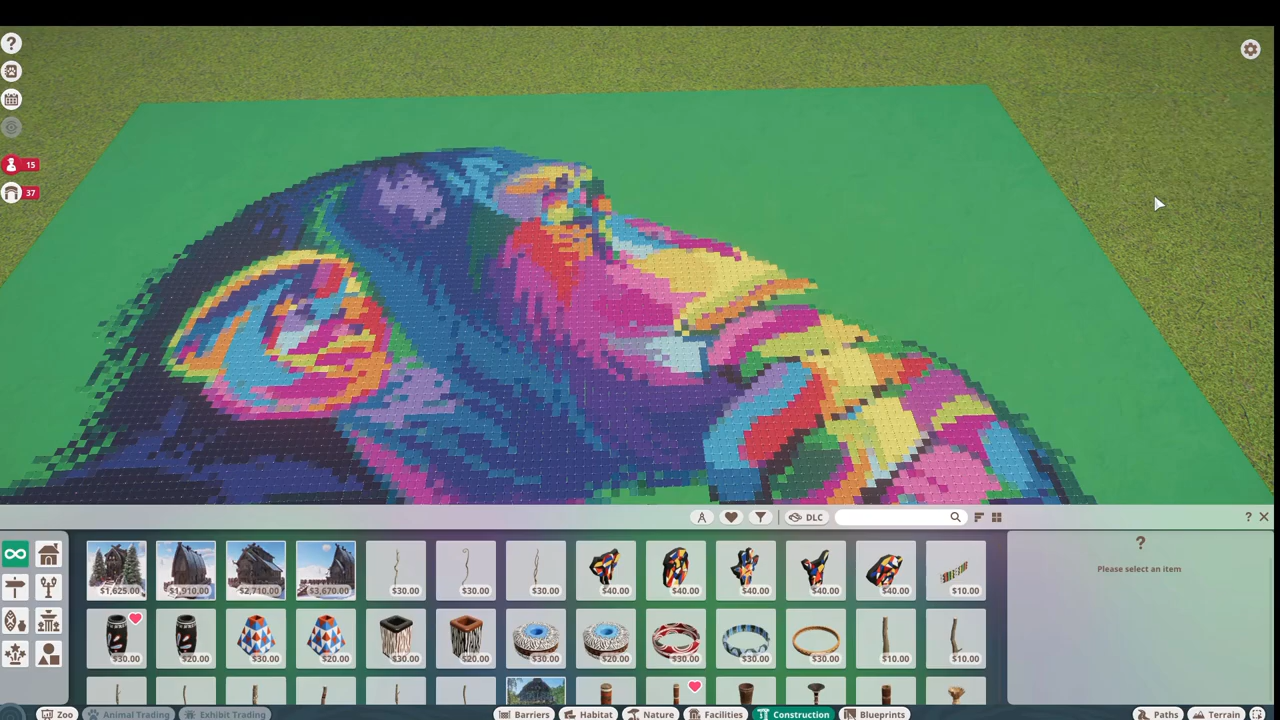 ?
15
37
DLC
? ×
?
Please select an item
$1,625.00 $1,910.00 $2,710.00 $3,670.00 $30.00 $30.00 $30.00 $40.00 $40.00 $40.00 $40.00 $40.00 $10.00
$30.00 $20.00 $30.00 $20.00 $30.00 $20.00 $30.00 $20.00 $30.00 $30.00 $30.00 $10.00 $10.00
Zoo Animal Trading Exhibit Trading Barriers Habitat Nature Facilities Construction Blueprints Paths Terrain